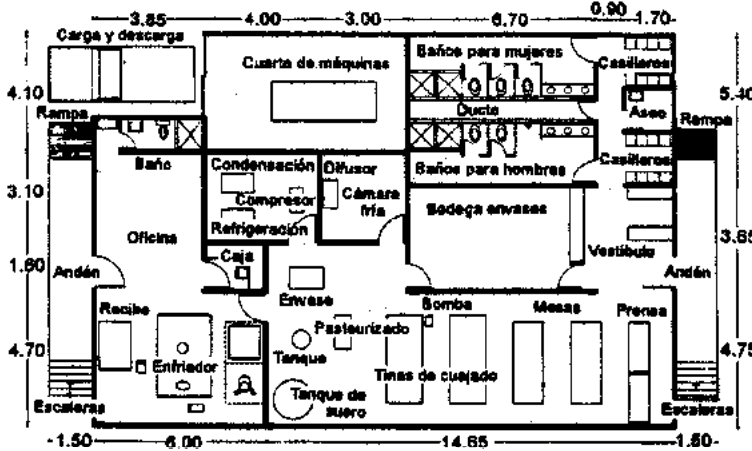 3.85 4.00 3.00 6.70 0.90 1.70
Carga y descarga
Cuarto de máquinas
Baños para mujeres
Casilleros
4.10
5.40
Rampa
Ducto
Aseo
Rampa
Baño
Condensación
Difusor
Baños para hombres
Casilleros
3.10
Compresor
Cámara
fría
Bodega envases
Refrigeración
Oficina
3.65
Vestíbulo
Caja
1.60
Andén
Andén
Envase
Recibo
Bomba
Mesas
Prensa
Pasteurizado
4.70
4.75
Enfriador
Tanque
Tinas de cuajado
Tanque de
suero
Escaleras
Escaleras
1.50 6.00 14.65 1.50